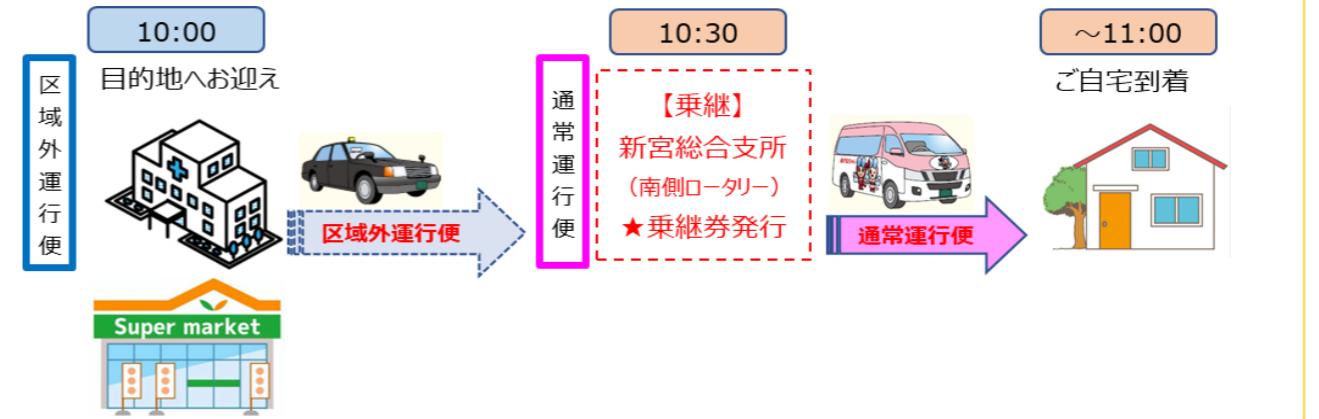 10:00
区域外運行便
目的地へお迎え
Super market
区域外運行便
10:30
通常運行便
【乗継】
新宮総合支所
（南側ロータリー）
★乗継券発行
通常運行便
～11:00
ご自宅到着